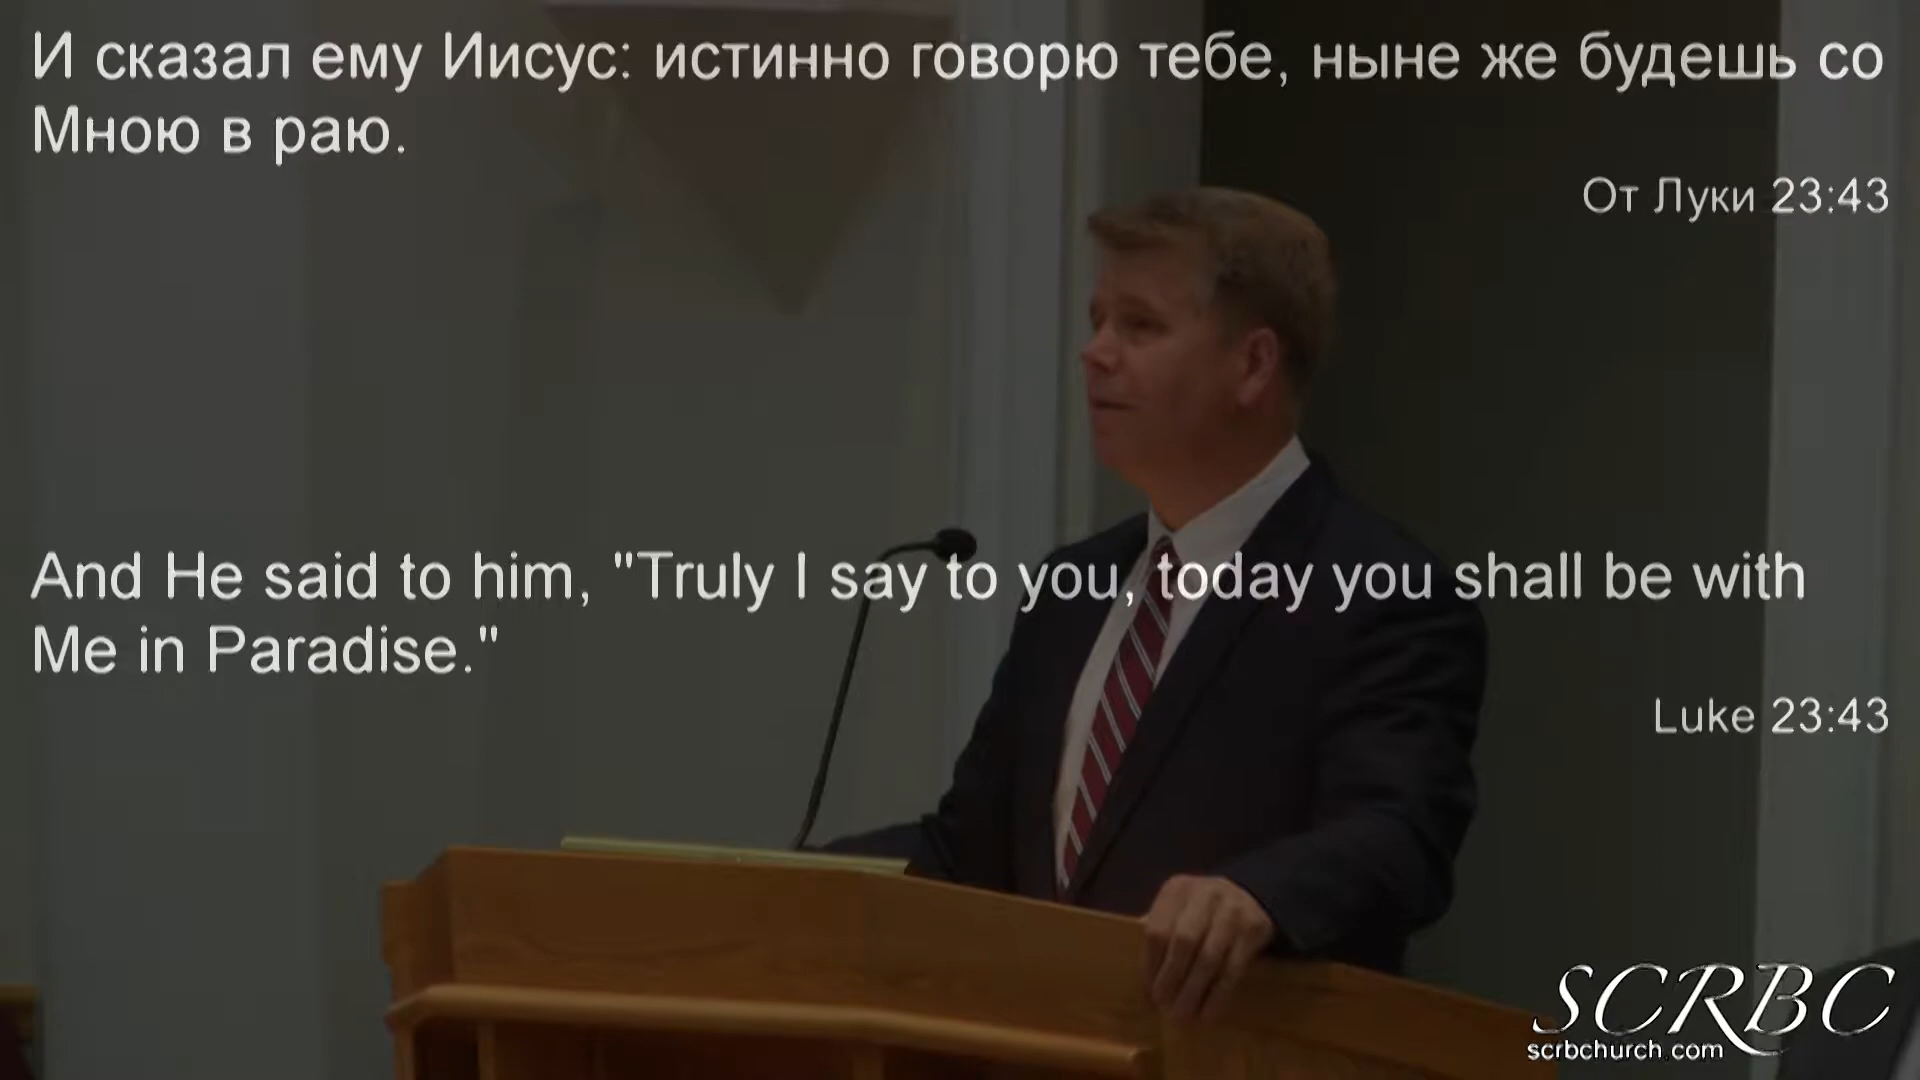 И сказал ему Иисус: истинно говорю тебе, ныне же будешь со
Мною в раю.
От Луки 23:43
And He said to him, "Truly I say to you, today you shall be with
Me in Paradise."
Luke 23:43
SCRBC
scrbchurch.com